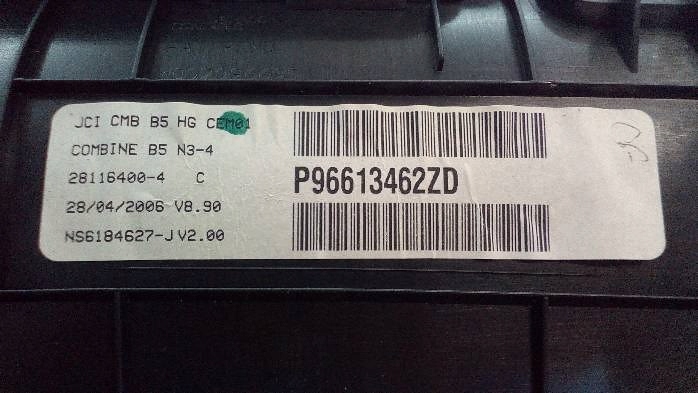 JCI CMB B5 HG CEM01
COMBINE B5 N3-4
28116400-4 C
28/04/2006 V8.90
NS6184627-J V2.00
P96613462ZD